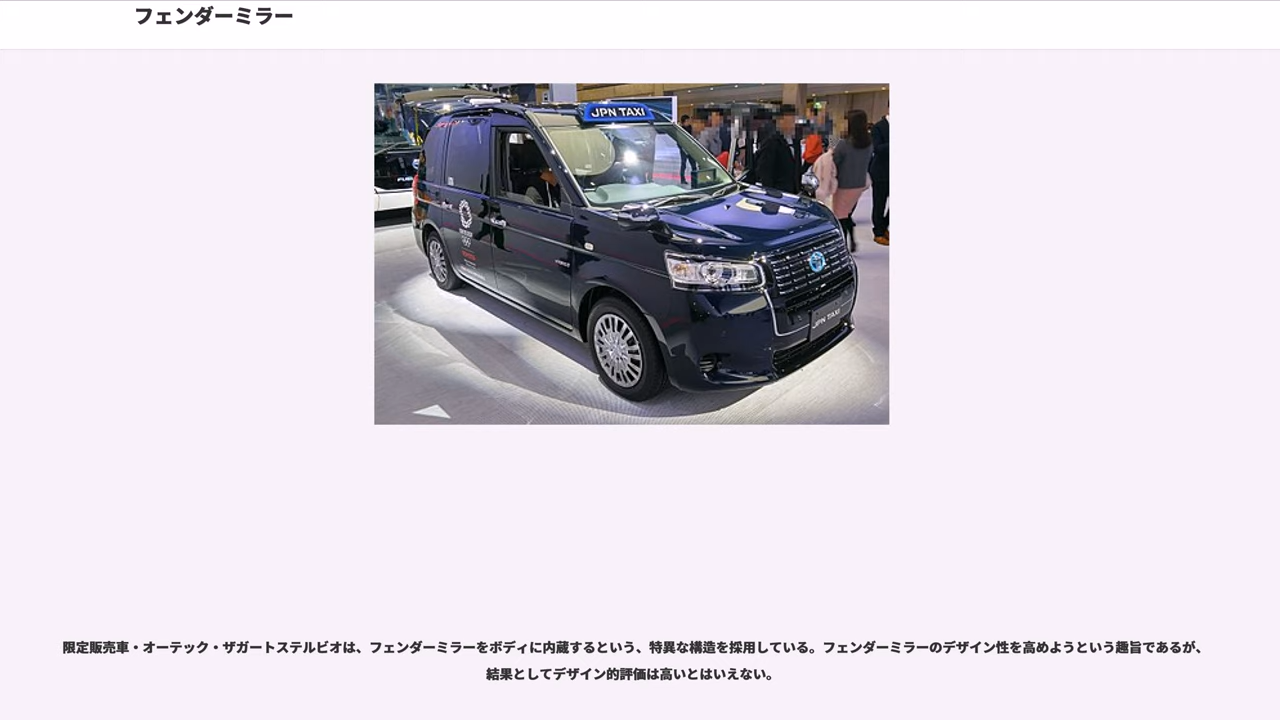 フェンダーミラー
JPN TAXI
JPN TAXI
限定販売車・オーテック・ザガートステルビオは、フェンダーミラーをボディに内蔵するという、特異な構造を採用している。フェンダーミラーのデザイン性を高めようという趣旨であるが、
結果としてデザイン的評価は高いとはいえない。